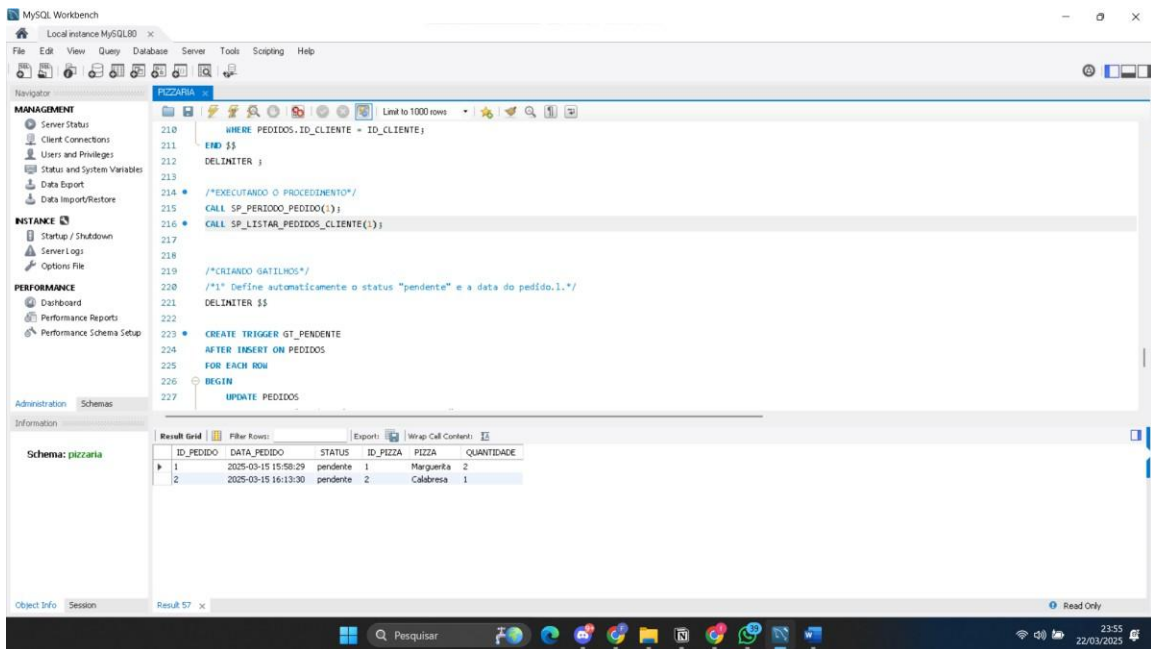 MySQL Workbench
Local instance MySQL80
File Edit View Query Database Server Tools Scripting Help
Navigator
MANAGEMENT
Server Status
Client Connections
Users and Privileges
Status and System Variables
Data Export
Data Import/Restore
INSTANCE
Startup / Shutdown
Server Logs
Options File
PERFORMANCE
Dashboard
Performance Reports
Performance Schema Setup
Administration Schemas
Information
Schema: pizzaria
Object Info Session
PIZZARIA
Limit to 1000 rows
210 WHERE PEDIDOS.ID_CLIENTE = ID_CLIENTE;
211 END $$
212 DELIMITER ;
213
214 /*EXECUTANDO O PROCEDIMENTO*/
215 CALL SP_PERIODO_PEDIDO(1);
216 CALL SP_LISTAR_PEDIDOS_CLIENTE(1);
217
218
219 /*CRIANDO GATILHOS*/
220 /*1° Define automaticamente o status "pendente" e a data do pedido.1.*/
221 DELIMITER $$
222
223 CREATE TRIGGER GT_PENDENTE
224 AFTER INSERT ON PEDIDOS
225 FOR EACH ROW
226 BEGIN
227 UPDATE PEDIDOS
Result Grid Filter Rows: Export: Wrap Cell Content:
ID_PEDIDO DATA_PEDIDO STATUS ID_PIZZA PIZZA QUANTIDADE
1 2025-03-15 15:58:29 pendente 1 Marguerita 2
2 2025-03-15 16:13:30 pendente 2 Calabresa 1
Result 57
Read Only
Pesquisar
39
23:55
22/03/2025